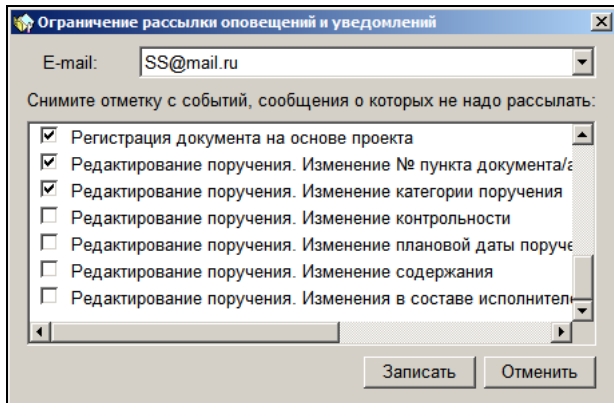 Ограничение рассылки оповещений и уведомлений
E-mail: SS@mail.ru
Снимите отметку с событий, сообщения о которых не надо рассылать:
Регистрация документа на основе проекта
Редактирование поручения. Изменение № пункта документа/
Редактирование поручения. Изменение категории поручения
Редактирование поручения. Изменение контрольности
Редактирование поручения. Изменение плановой даты поруче
Редактирование поручения. Изменение содержания
Редактирование поручения. Изменения в составе исполнител
Записать Отменить